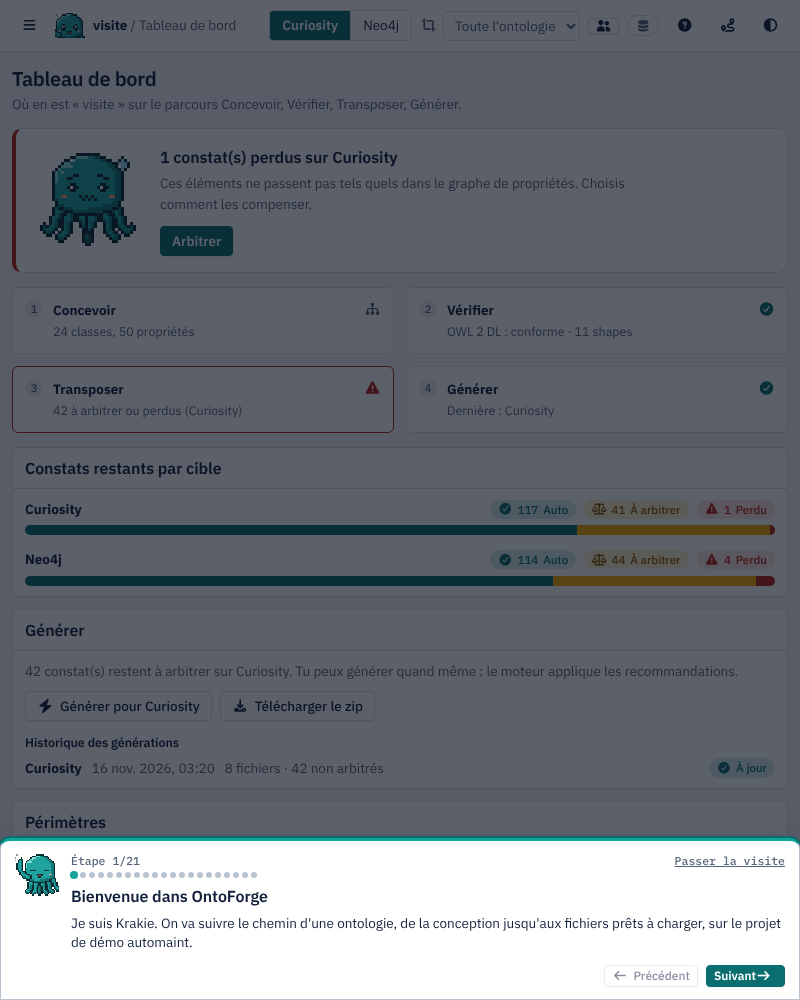 visite / Tableau de bord
Curiosity
Neo4j
Toute l'ontologie
Tableau de bord
Où en est « visite » sur le parcours Concevoir, Vérifier, Transposer, Générer.
1 constat(s) perdus sur Curiosity
Ces éléments ne passent pas tels quels dans le graphe de propriétés. Choisis
comment les compenser.
Arbitrer
1 Concevoir
24 classes, 50 propriétés
2 Vérifier
OWL 2 DL : conforme · 11 shapes
3 Transposer
42 à arbitrer ou perdus (Curiosity)
4 Générer
Dernière : Curiosity
Constats restants par cible
Curiosity 117 Auto 41 À arbitrer 1 Perdu
Neo4j 114 Auto 44 À arbitrer 4 Perdu
Générer
42 constat(s) restent à arbitrer sur Curiosity. Tu peux générer quand même : le moteur applique les recommandations.
Générer pour Curiosity
Télécharger le zip
Historique des générations
Curiosity 16 nov. 2026, 03:20 8 fichiers · 42 non arbitrés À jour
Périmètres
Étape 1/21
Passer la visite
Bienvenue dans OntoForge
Je suis Krakie. On va suivre le chemin d'une ontologie, de la conception jusqu'aux fichiers prêts à charger, sur le projet
de démo automaint.
← Précédent
Suivant→